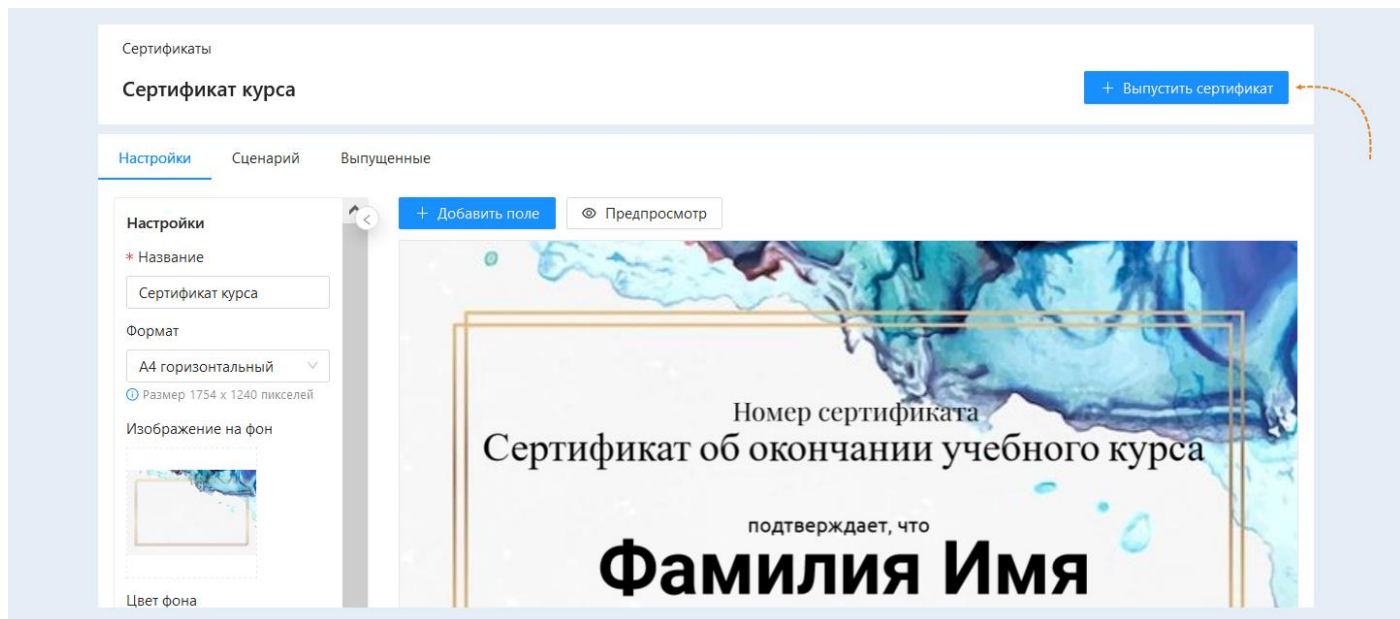 Сертификаты
Сертификат курса
+ Выпустить сертификат
Настройки Сценарий Выпущенные
Настройки
* Название
Сертификат курса
Формат
А4 горизонтальный
Размер 1754 x 1240 пикселей
Изображение на фон
Цвет фона
+ Добавить поле
Предпросмотр
Номер сертификата
Сертификат об окончании учебного курса
подтверждает, что
Фамилия Имя